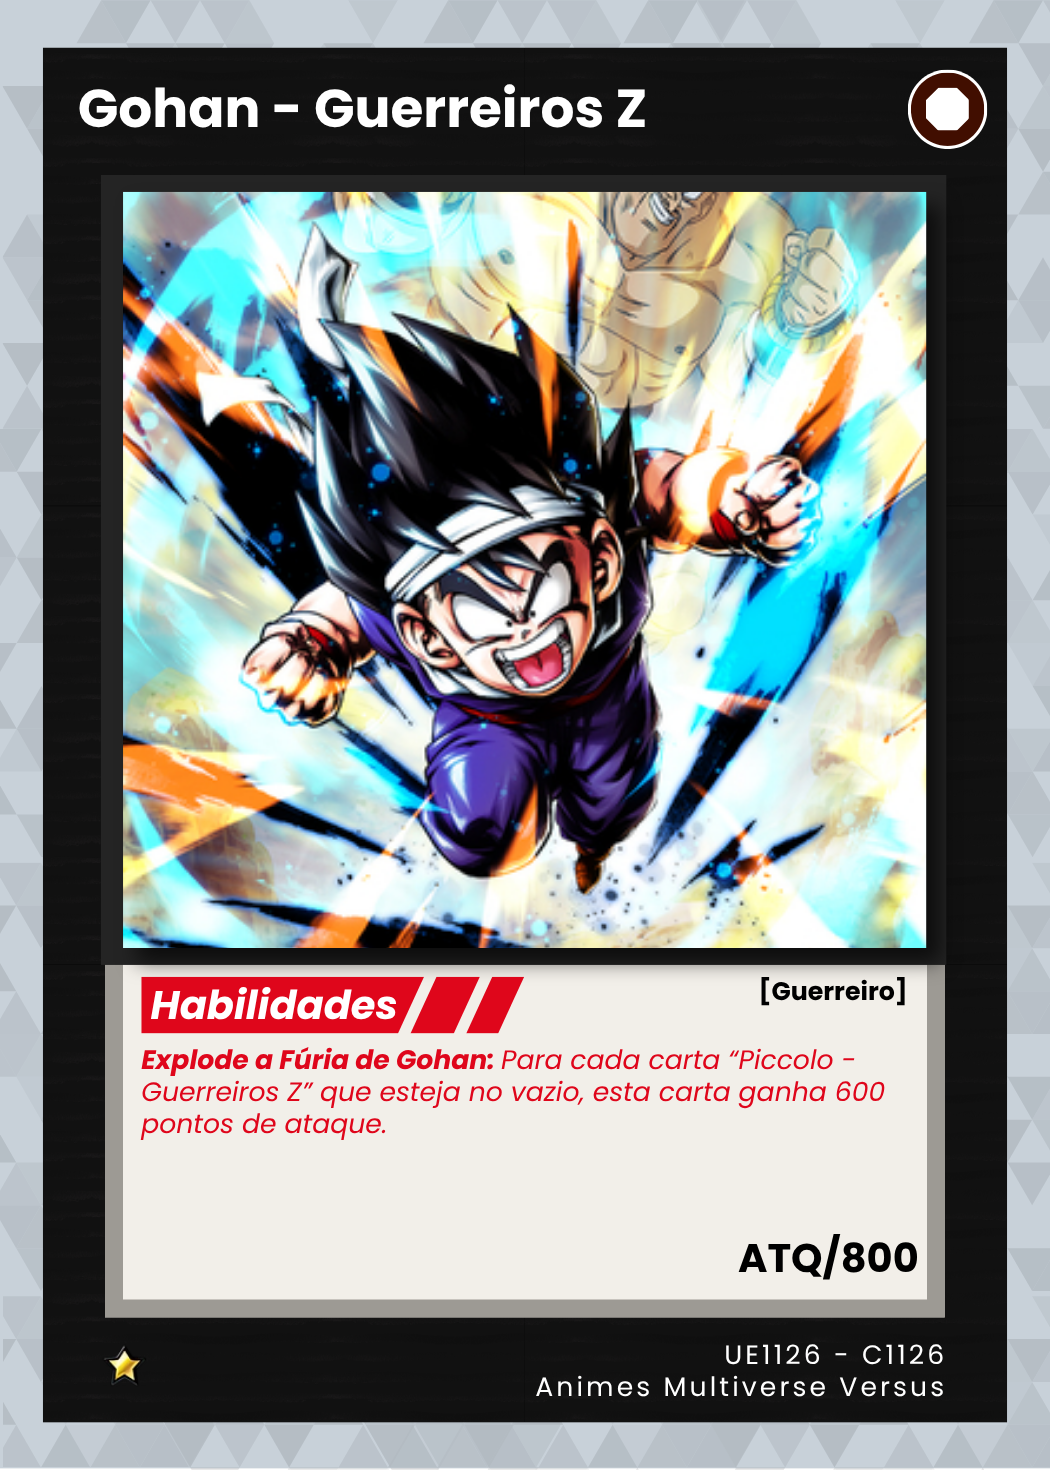 Gohan - Guerreiros Z
Habilidades
[Guerreiro]
Explode a Fúria de Gohan: Para cada carta “Piccolo -
Guerreiros Z” que esteja no vazio, esta carta ganha 600
pontos de ataque.
ATQ/800
UE1126 - C1126
Animes Multiverse Versus